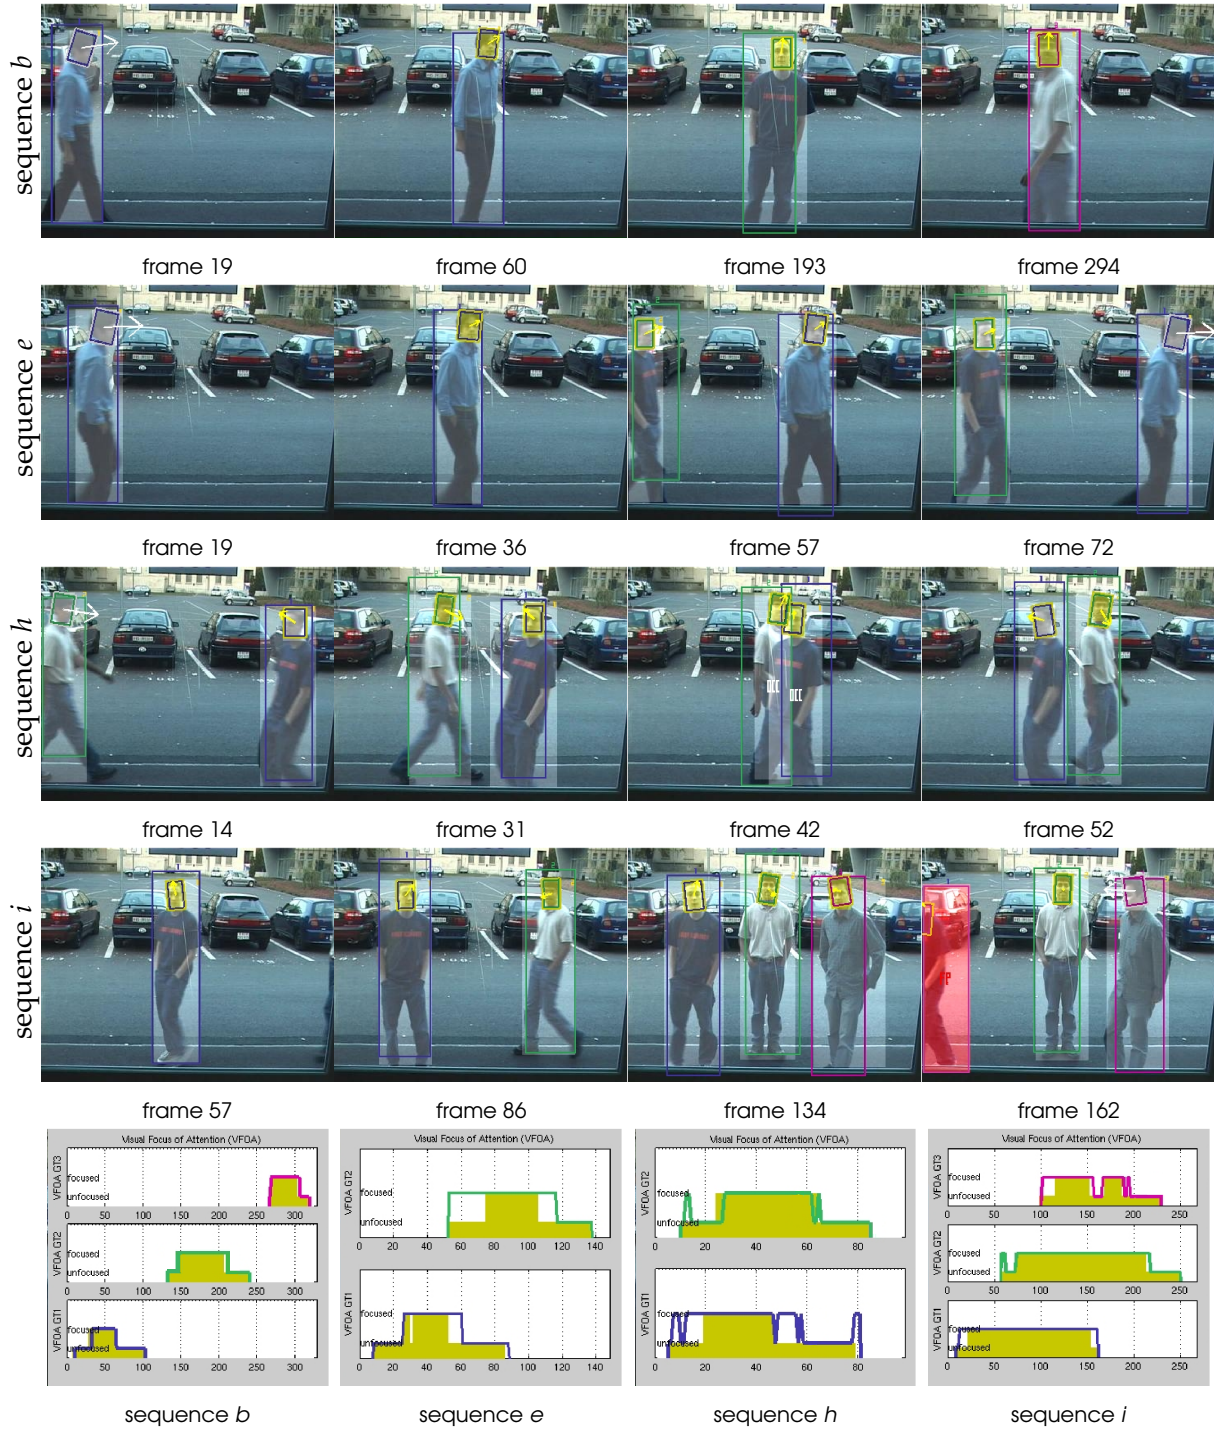 sequence b
frame 19 frame 60 frame 193 frame 294
sequence e
frame 19 frame 36 frame 57 frame 72
sequence h
OCC OCC
frame 14 frame 31 frame 42 frame 52
sequence i
frame 57 frame 86 frame 134 frame 162
Visual Focus of Attention (VFOA)
VFOA GT3
focused
unfocused
0 50 100 150 200 250 300
VFOA GT2
focused
unfocused
0 50 100 150 200 250 300
VFOA GT1
focused
unfocused
0 50 100 150 200 250 300
sequence b
Visual Focus of Attention (VFOA)
VFOA GT2
focused
unfocused
0 20 40 60 80 100 120 140
VFOA GT1
focused
unfocused
0 20 40 60 80 100 120 140
sequence e
Visual Focus of Attention (VFOA)
VFOA GT2
focused
unfocused
0 20 40 60 80
VFOA GT1
focused
unfocused
0 20 40 60 80
sequence h
Visual Focus of Attention (VFOA)
VFOA GT3
focused
unfocused
0 50 100 150 200 250
VFOA GT2
focused
unfocused
0 50 100 150 200 250
VFOA GT1
focused
unfocused
0 50 100 150 200 250
sequence i